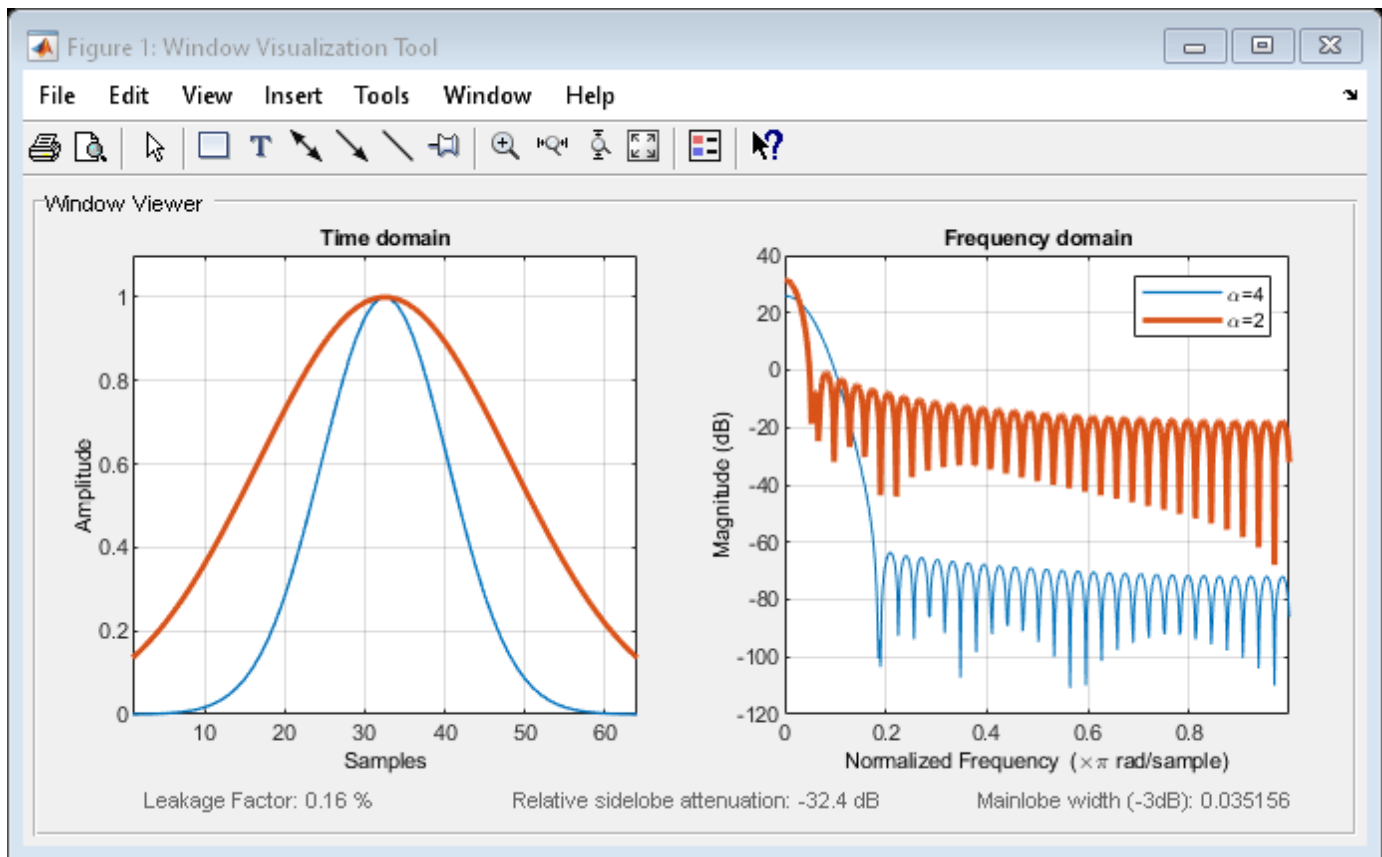 Figure 1: Window Visualization Tool
File Edit View Insert Tools Window Help
T
Window Viewer
Time domain
1
0.8
0.6
0.4
0.2
0
Amplitude
10 20 30 40 50 60
Samples
Frequency domain
40
20
0
-20
-40
-60
-80
-100
-120
Magnitude (dB)
α=4
α=2
0 0.2 0.4 0.6 0.8
Normalized Frequency (×π rad/sample)
Leakage Factor: 0.16 % Relative sidelobe attenuation: -32.4 dB Mainlobe width (-3dB): 0.035156